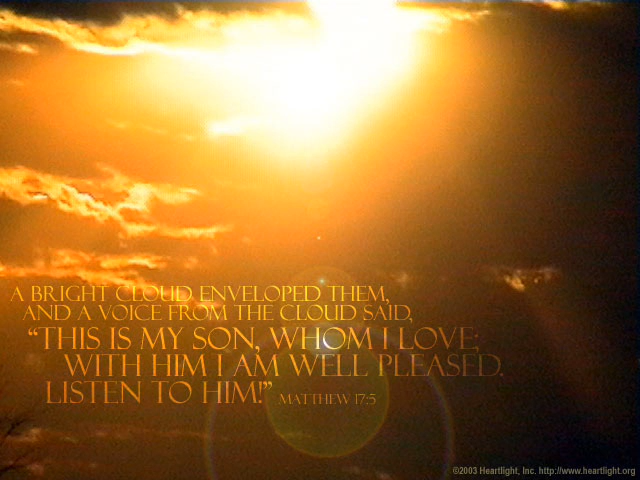 A BRIGHT CLOUD ENVELOPED THEM,
AND A VOICE FROM THE CLOUD SAID,
“THIS IS MY SON, WHOM I LOVE;
WITH HIM I AM WELL PLEASED.
LISTEN TO HIM!” MATTHEW 17:5
©2003 Heartlight, Inc. http://www.heartlight.org